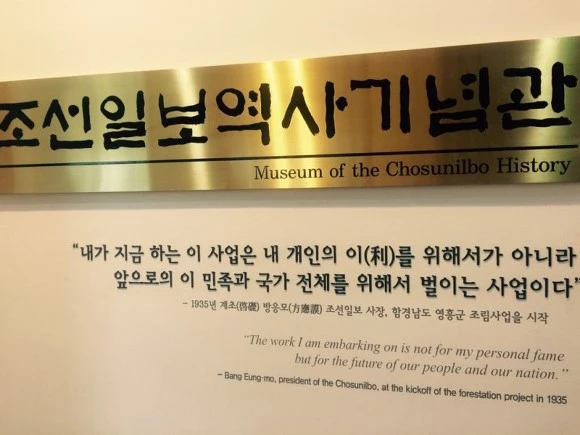 조선일보역사기념관
Museum of the Chosunilbo History
“내가 지금 하는 이 사업은 내 개인의 이(利)를 위해서가 아니라
앞으로의 이 민족과 국가 전체를 위해서 벌이는 사업이다”
– 1935년 계초(啓礎) 방응모(方應謨) 조선일보 사장, 함경남도 영흥군 조림사업을 시작
“The work I am embarking on is not for my personal fame
but for the future of our people and our nation.”
– Bang Eung-mo, president of the Chosunilbo, at the kickoff of the forestation project in 1935